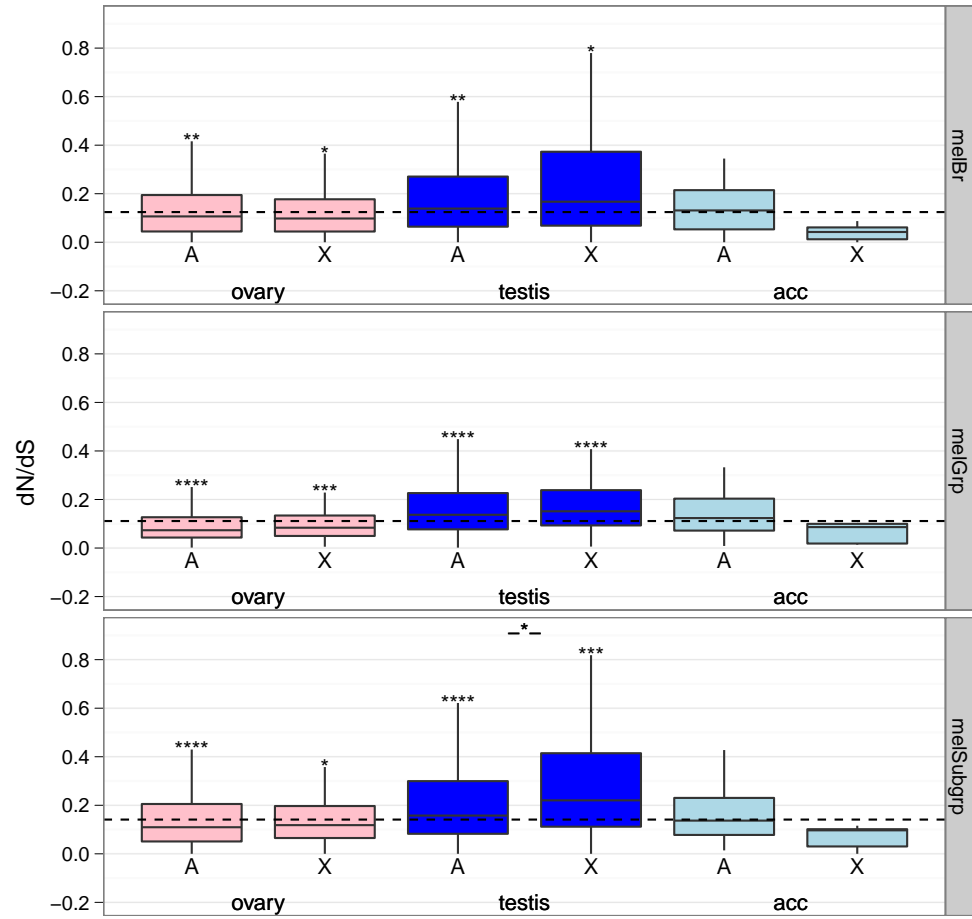 dN/dS
0.8
0.6
0.4
0.2
0.0
−0.2
** * ** *
A X A X A X
ovary testis acc
melBr
0.8
0.6
0.4
0.2
0.0
−0.2
**** *** **** ****
A X A X A X
ovary testis acc
melGrp
0.8
0.6
0.4
0.2
0.0
−0.2
*
**** * **** ***
A X A X A X
ovary testis acc
melSubgrp